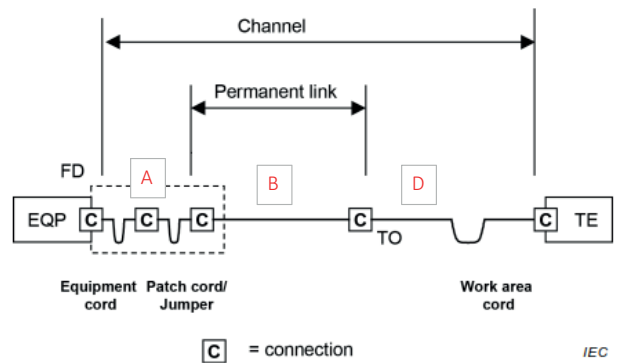 Channel
Permanent link
FD
A
B
D
EQP
C
C
C
C
C
TE
TO
Equipment
cord
Patch cord/
Jumper
Work area
cord
C = connection
IEC